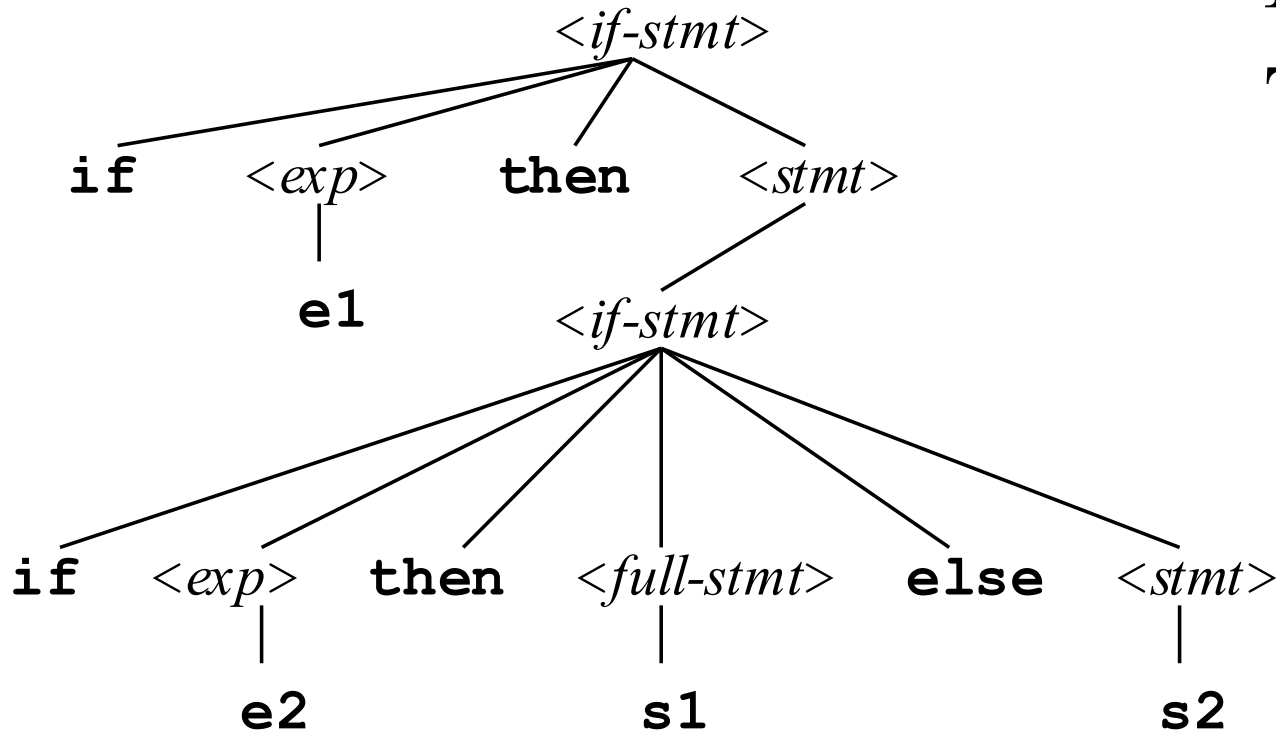 <if-stmt>
if <exp> then <stmt>
e1
<if-stmt>
if <exp> then <full-stmt> else <stmt>
e2 s1 s2